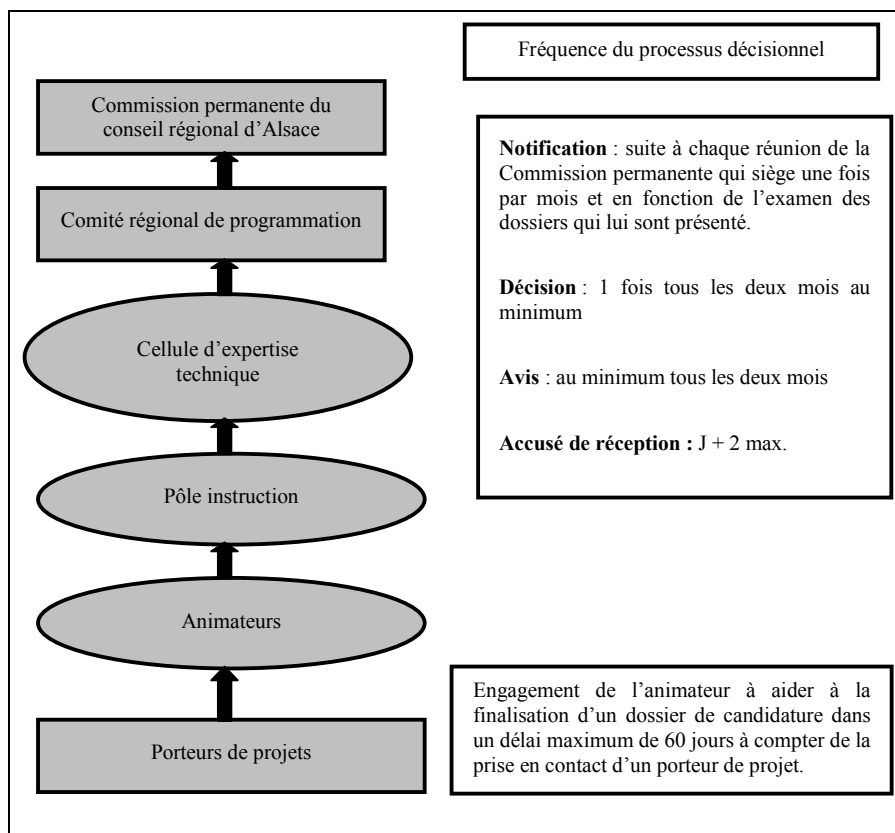 Fréquence du processus décisionnel
Commission permanente du
conseil régional d'Alsace
Comité régional de programmation
Cellule d'expertise
technique
Pôle instruction
Animateurs
Porteurs de projets
Notification : suite à chaque réunion de la
Commission permanente qui siège une fois
par mois et en fonction de l'examen des
dossiers qui lui sont présenté.
Décision : 1 fois tous les deux mois au
minimum
Avis : au minimum tous les deux mois
Accusé de réception : J + 2 max.
Engagement de l'animateur à aider à la
finalisation d'un dossier de candidature dans
un délai maximum de 60 jours à compter de la
prise en contact d'un porteur de projet.